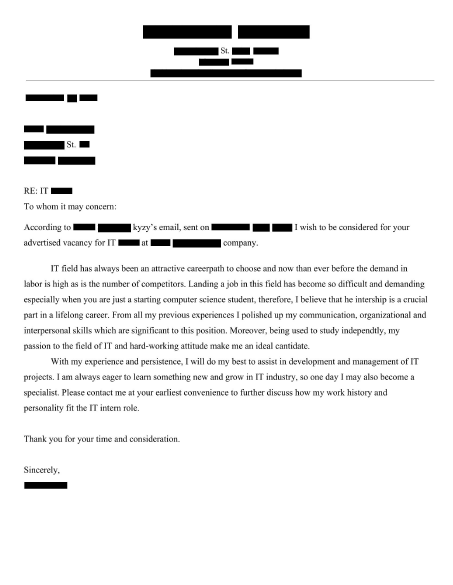 St.
St.
RE: IT
To whom it may concern:
According to kyzy's email, sent on I wish to be considered for your
advertised vacancy for IT at company.
IT field has always been an attractive careerpath to choose and now than ever before the demand in
labor is high as is the number of competitors. Landing a job in this field has become so difficult and demanding
especially when you are just a starting computer science student, therefore, I believe that he intership is a crucial
part in a lifelong career. From all my previous experiences I polished up my communication, organizational and
interpersonal skills which are significant to this position. Moreover, being used to study independtly, my
passion to the field of IT and hard-working attitude make me an ideal cantidate.
With my experience and persistence, I will do my best to assist in development and management of IT
projects. I am always eager to learn something new and grow in IT industry, so one day I may also become a
specialist. Please contact me at your earliest convenience to further discuss how my work history and
personality fit the IT intern role.
Thank you for your time and consideration.
Sincerely,